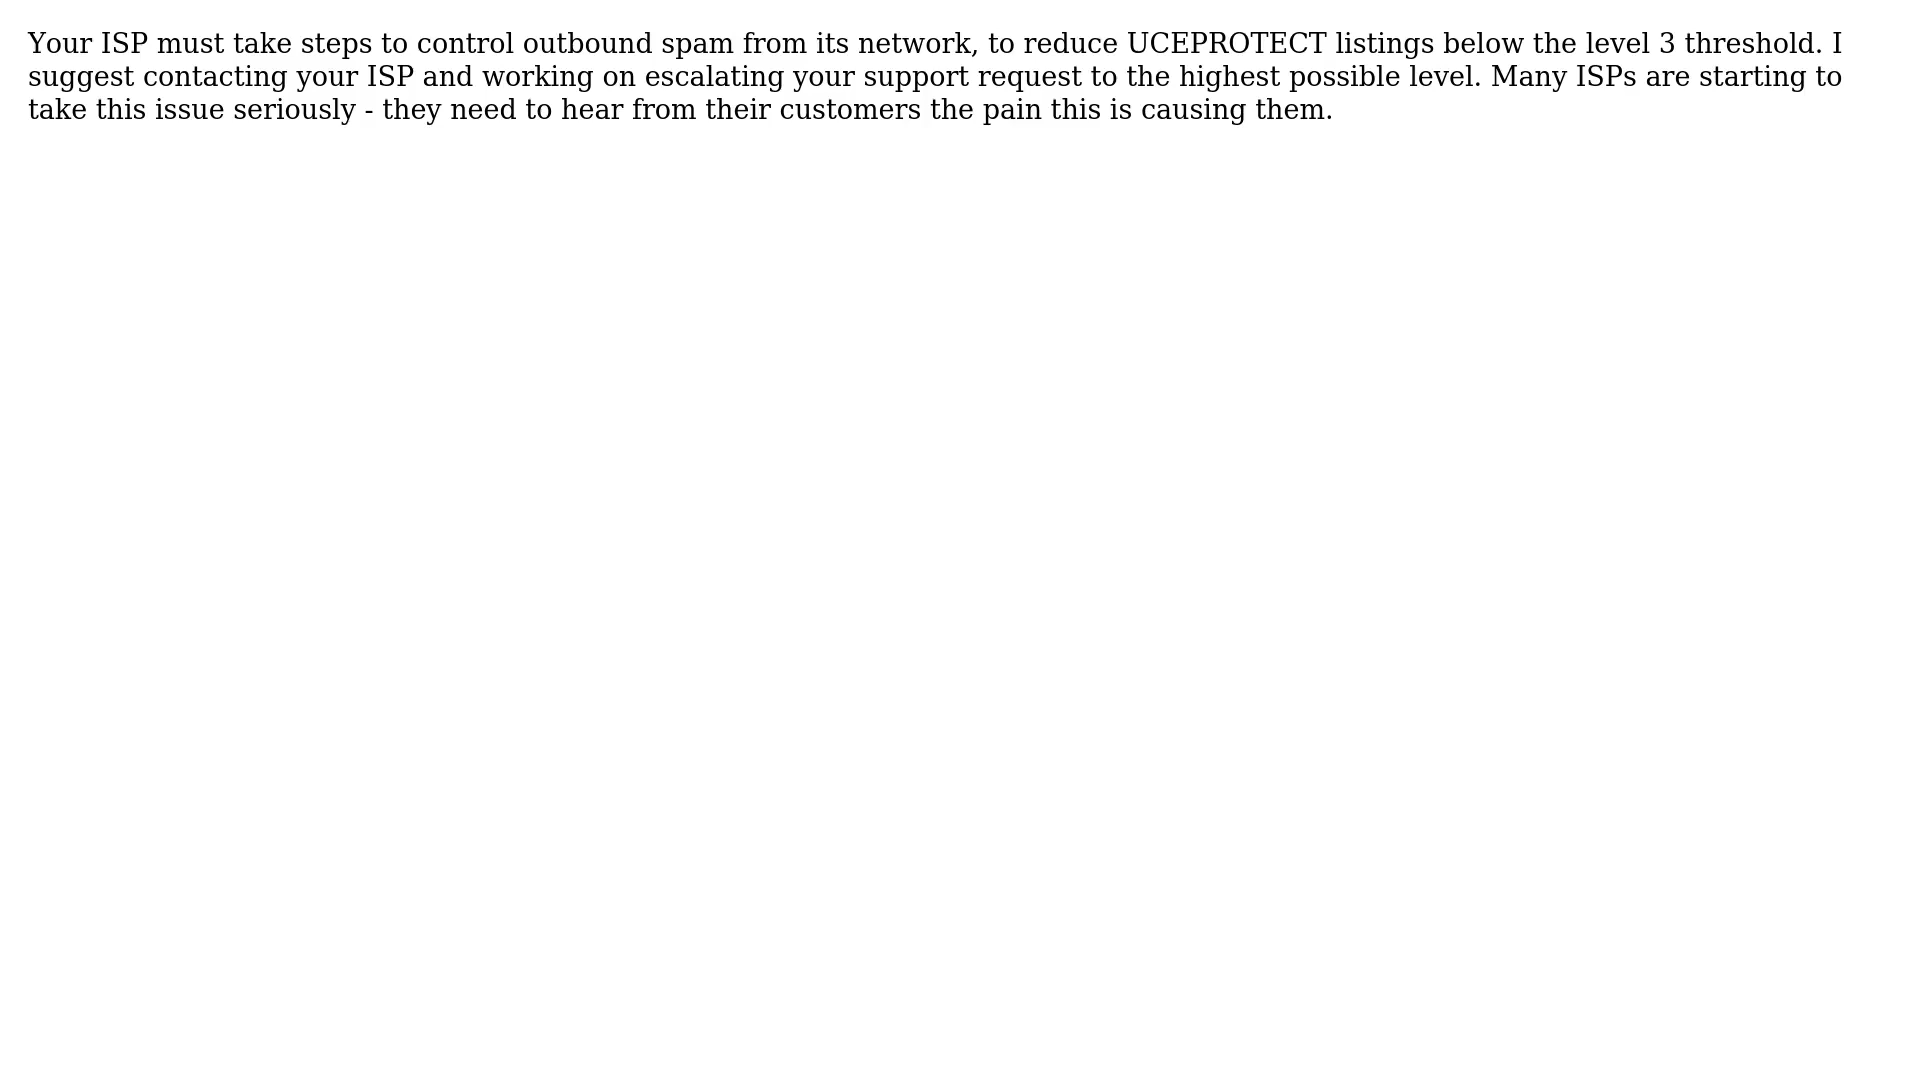 Your ISP must take steps to control outbound spam from its network, to reduce UCEPROTECT listings below the level 3 threshold. I
suggest contacting your ISP and working on escalating your support request to the highest possible level. Many ISPs are starting to
take this issue seriously - they need to hear from their customers the pain this is causing them.